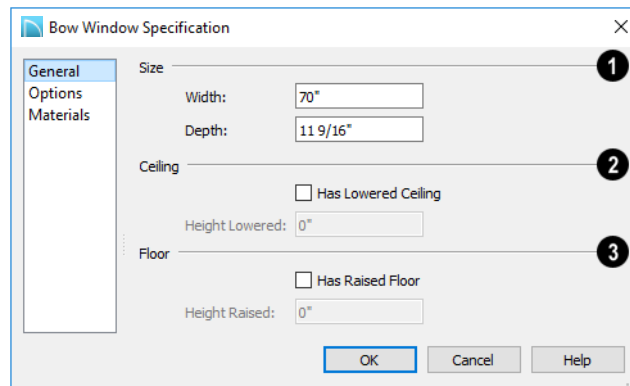 Bow Window Specification
General
Options
Materials
Size 1
Width: 70"
Depth: 11 9/16"
Ceiling 2
Has Lowered Ceiling
Height Lowered: 0"
Floor 3
Has Raised Floor
Height Raised: 0"
OK Cancel Help